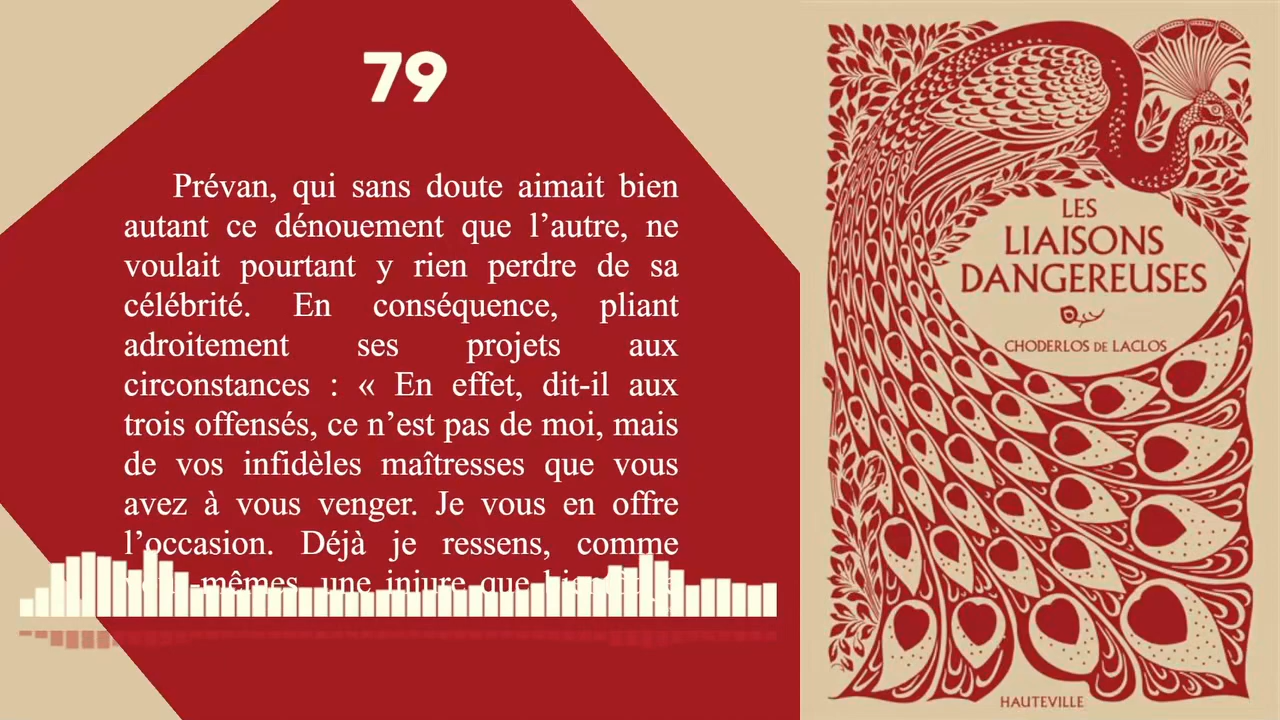 79
Prévan, qui sans doute aimait bien
autant ce dénouement que l’autre, ne
voulait pourtant y rien perdre de sa
célébrité. En conséquence, pliant
adroitement ses projets aux
circonstances : « En effet, dit-il aux
trois offensés, ce n’est pas de moi, mais
de vos infidèles maîtresses que vous
avez à vous venger. Je vous en offre
l’occasion. Déjà je ressens, comme
une injure que
LES
LIAISONS
DANGEREUSES
CHODERLOS DE LACLOS
HAUTEVILLE